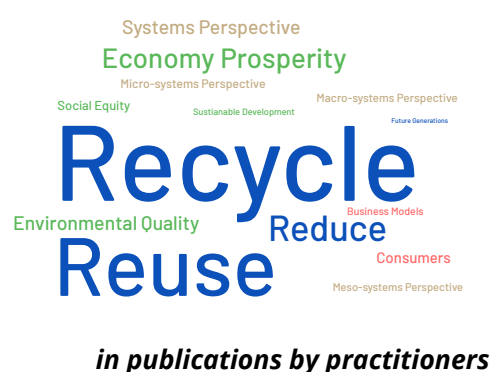 Systems Perspective
Economy Prosperity
Micro-systems Perspective
Macro-systems Perspective
Social Equity
Sustianable Development
Future Generations
Recycle
Business Models
Environmental Quality
Reduce
Reuse
Consumers
Meso-systems Perspective
in publications by practitioners